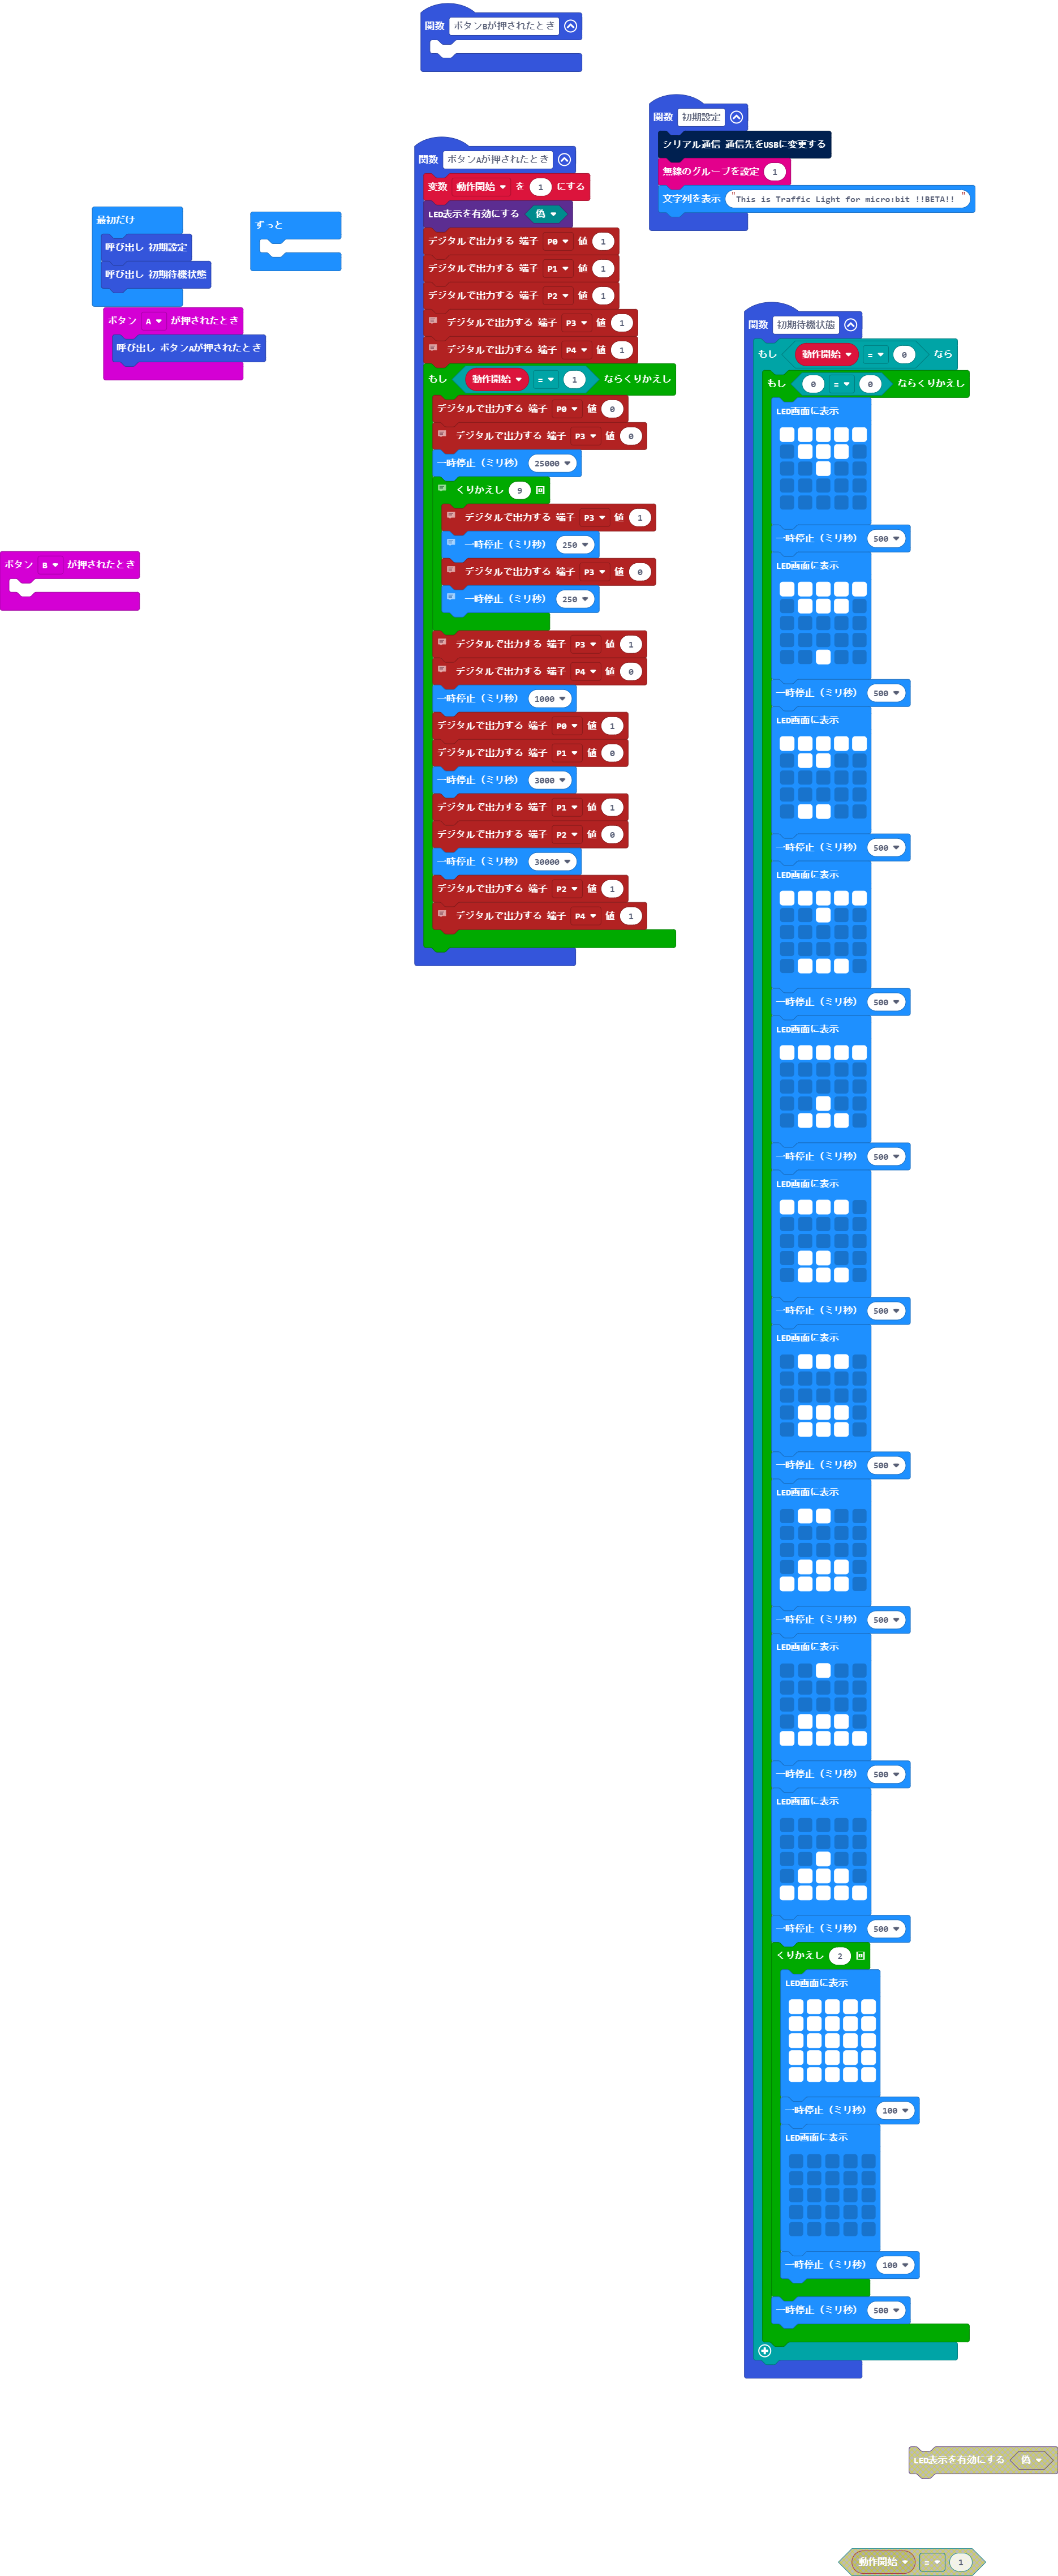 関数 ボタンBが押されたとき
関数 初期設定
シリアル通信 通信先をUSBに変更する
無線のグループを設定 1
文字列を表示 "This is Traffic Light for micro:bit !!BETA!!"
関数 ボタンAが押されたとき
変数 動作開始 を 1 にする
LED表示を有効にする 偽
デジタルで出力する 端子 P0 値 1
デジタルで出力する 端子 P1 値 1
デジタルで出力する 端子 P2 値 1
デジタルで出力する 端子 P3 値 1
デジタルで出力する 端子 P4 値 1
もし 動作開始 = 1 ならくりかえし
デジタルで出力する 端子 P0 値 0
デジタルで出力する 端子 P3 値 0
一時停止（ミリ秒） 25000
くりかえし 9 回
デジタルで出力する 端子 P3 値 1
一時停止（ミリ秒） 250
デジタルで出力する 端子 P3 値 0
一時停止（ミリ秒） 250
デジタルで出力する 端子 P3 値 1
デジタルで出力する 端子 P4 値 0
一時停止（ミリ秒） 1000
デジタルで出力する 端子 P0 値 1
デジタルで出力する 端子 P1 値 0
一時停止（ミリ秒） 3000
デジタルで出力する 端子 P1 値 1
デジタルで出力する 端子 P2 値 0
一時停止（ミリ秒） 30000
デジタルで出力する 端子 P2 値 1
デジタルで出力する 端子 P4 値 1
最初だけ
呼び出し 初期設定
呼び出し 初期待機状態
ずっと
ボタン A が押されたとき
呼び出し ボタンAが押されたとき
ボタン B が押されたとき
関数 初期待機状態
もし 動作開始 = 0 なら
もし 0 = 0 ならくりかえし
LED画面に表示
一時停止（ミリ秒） 500
LED画面に表示
一時停止（ミリ秒） 500
LED画面に表示
一時停止（ミリ秒） 500
LED画面に表示
一時停止（ミリ秒） 500
LED画面に表示
一時停止（ミリ秒） 500
LED画面に表示
一時停止（ミリ秒） 500
LED画面に表示
一時停止（ミリ秒） 500
LED画面に表示
一時停止（ミリ秒） 500
LED画面に表示
一時停止（ミリ秒） 500
LED画面に表示
一時停止（ミリ秒） 500
くりかえし 2 回
LED画面に表示
一時停止（ミリ秒） 100
LED画面に表示
一時停止（ミリ秒） 100
一時停止（ミリ秒） 500
LED表示を有効にする 偽
動作開始 = 1